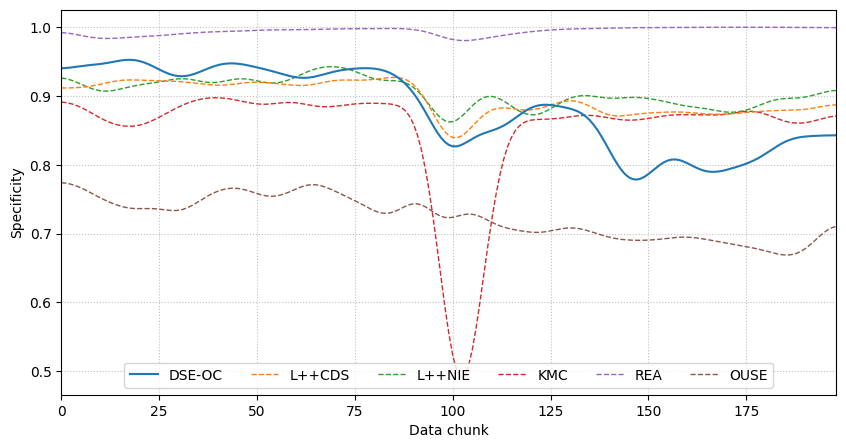 1.0
0.9
0.8
0.7
0.6
0.5
Specificity
DSE-OC L++CDS L++NIE KMC REA OUSE
0 25 50 75 100 125 150 175
Data chunk